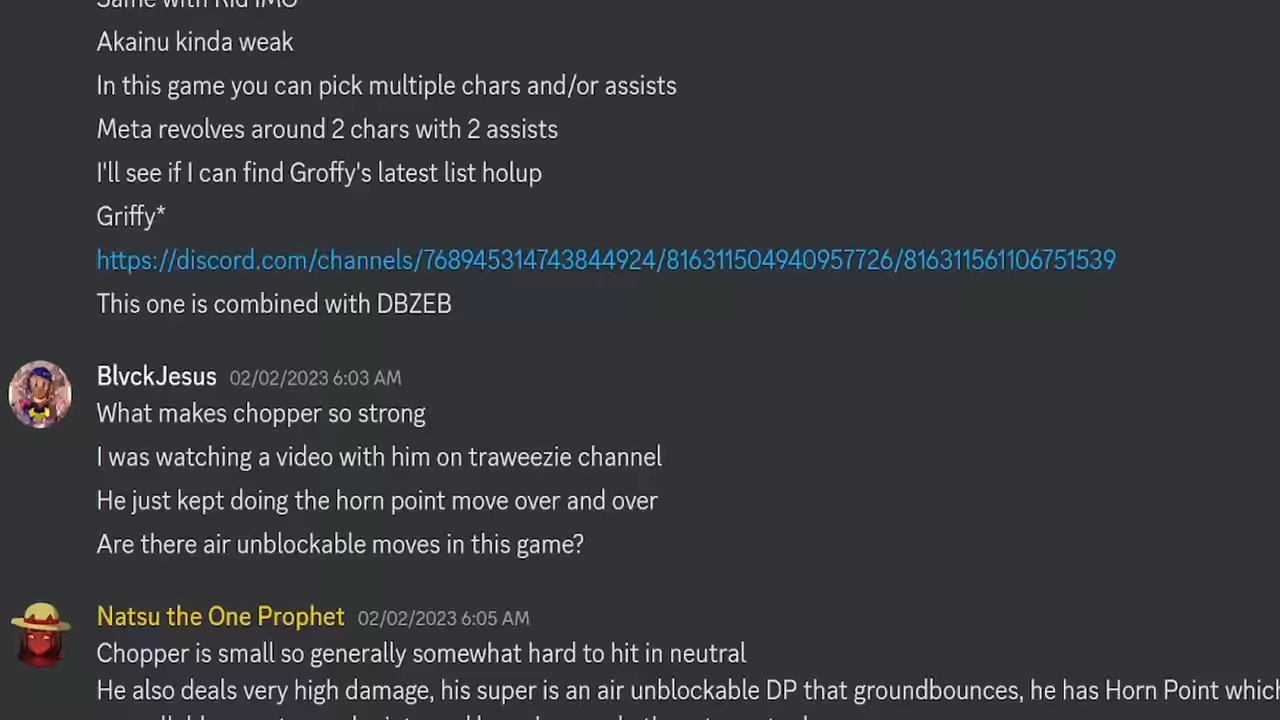 Same with Kid IMO
Akainu kinda weak
In this game you can pick multiple chars and/or assists
Meta revolves around 2 chars with 2 assists
I'll see if I can find Groffy's latest list holup
Griffy*
https://discord.com/channels/768945314743844924/816311504940957726/816311561106751539
This one is combined with DBZEB
BlvckJesus 02/02/2023 6:03 AM
What makes chopper so strong
I was watching a video with him on traweezie channel
He just kept doing the horn point move over and over
Are there air unblockable moves in this game?
Natsu the One Prophet 02/02/2023 6:05 AM
Chopper is small so generally somewhat hard to hit in neutral
He also deals very high damage, his super is an air unblockable DP that groundbounces, he has Horn Point which